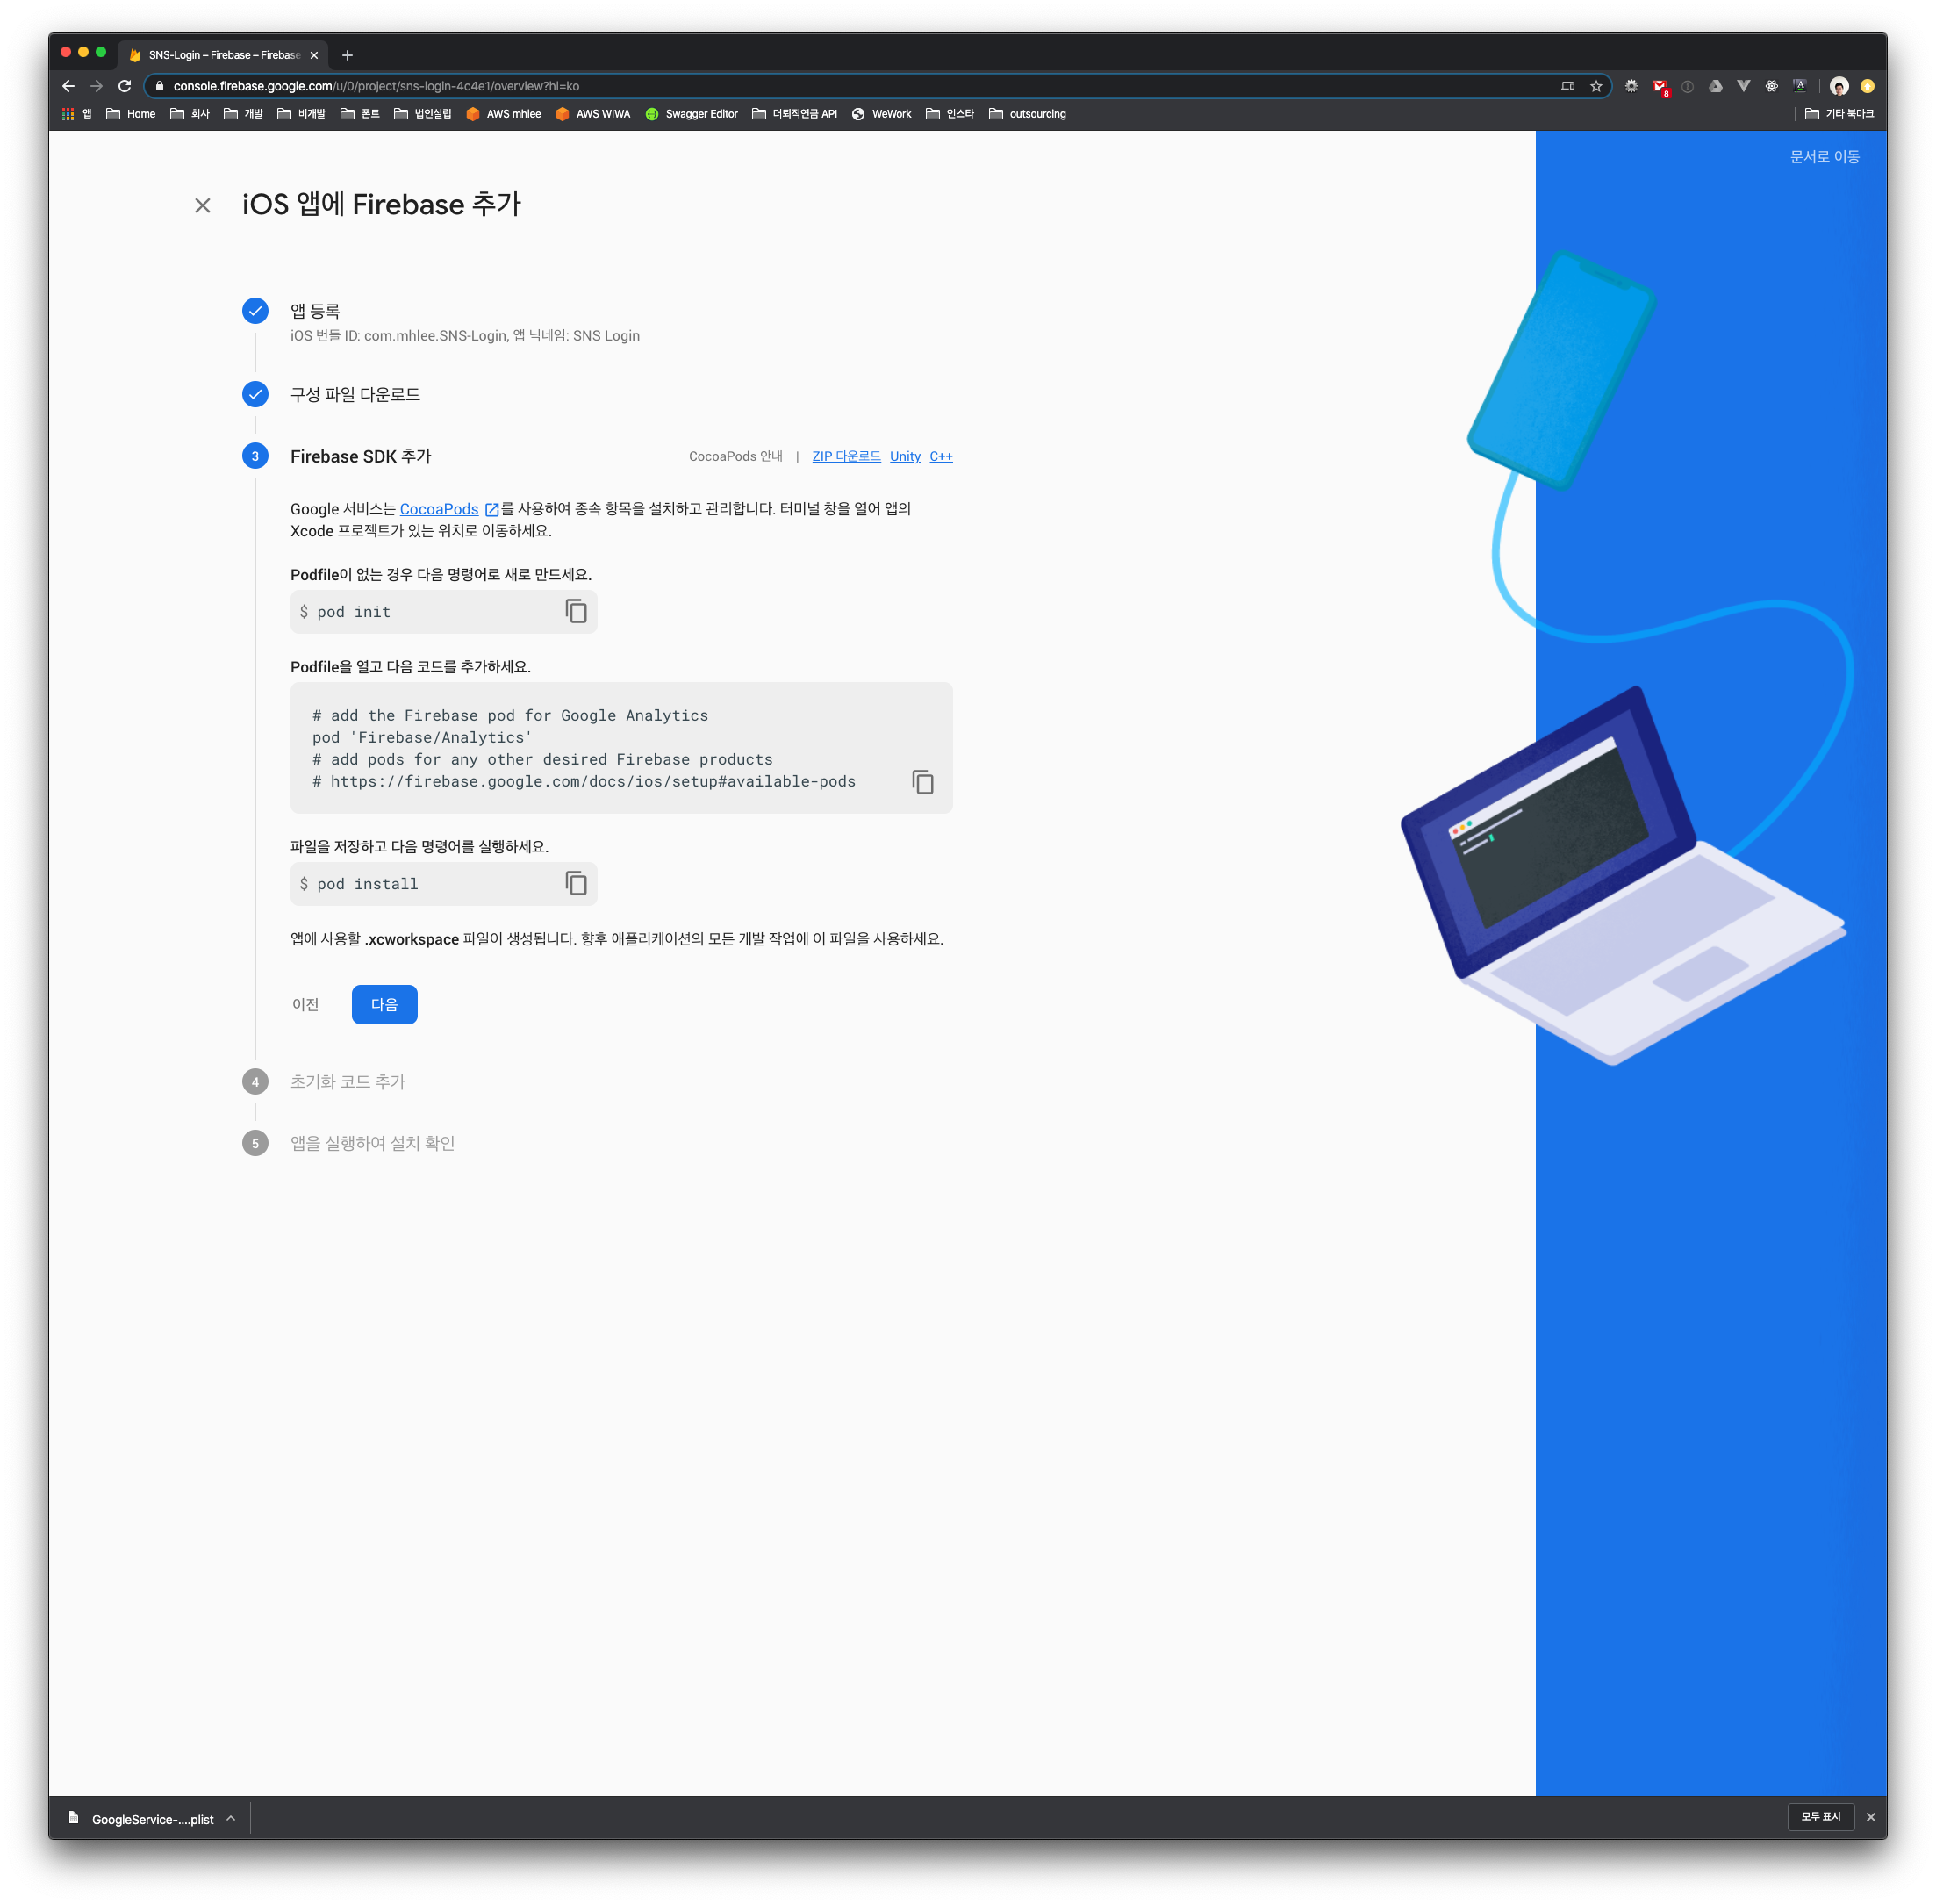 SNS-Login – Firebase – Firebase
console.firebase.google.com/u/0/project/sns-login-4c4e1/overview?hl=ko
8
앱 Home 회사 개발 비개발 폰트 법인설립 AWS mhlee AWS WIWA Swagger Editor 더퇴직연금 API WeWork 인스타 outsourcing 기타 북마크
문서로 이동
iOS 앱에 Firebase 추가
앱 등록
iOS 번들 ID: com.mhlee.SNS-Login, 앱 닉네임: SNS Login
구성 파일 다운로드
3 Firebase SDK 추가 CocoaPods 안내 | ZIP 다운로드 Unity C++
Google 서비스는 CocoaPods 를 사용하여 종속 항목을 설치하고 관리합니다. 터미널 창을 열어 앱의
Xcode 프로젝트가 있는 위치로 이동하세요.
Podfile이 없는 경우 다음 명령어로 새로 만드세요.
$ pod init
Podfile을 열고 다음 코드를 추가하세요.
# add the Firebase pod for Google Analytics
pod 'Firebase/Analytics'
# add pods for any other desired Firebase products
# https://firebase.google.com/docs/ios/setup#available-pods
파일을 저장하고 다음 명령어를 실행하세요.
$ pod install
앱에 사용할 .xcworkspace 파일이 생성됩니다. 향후 애플리케이션의 모든 개발 작업에 이 파일을 사용하세요.
이전 다음
4 초기화 코드 추가
5 앱을 실행하여 설치 확인
GoogleService-....plist 모두 표시